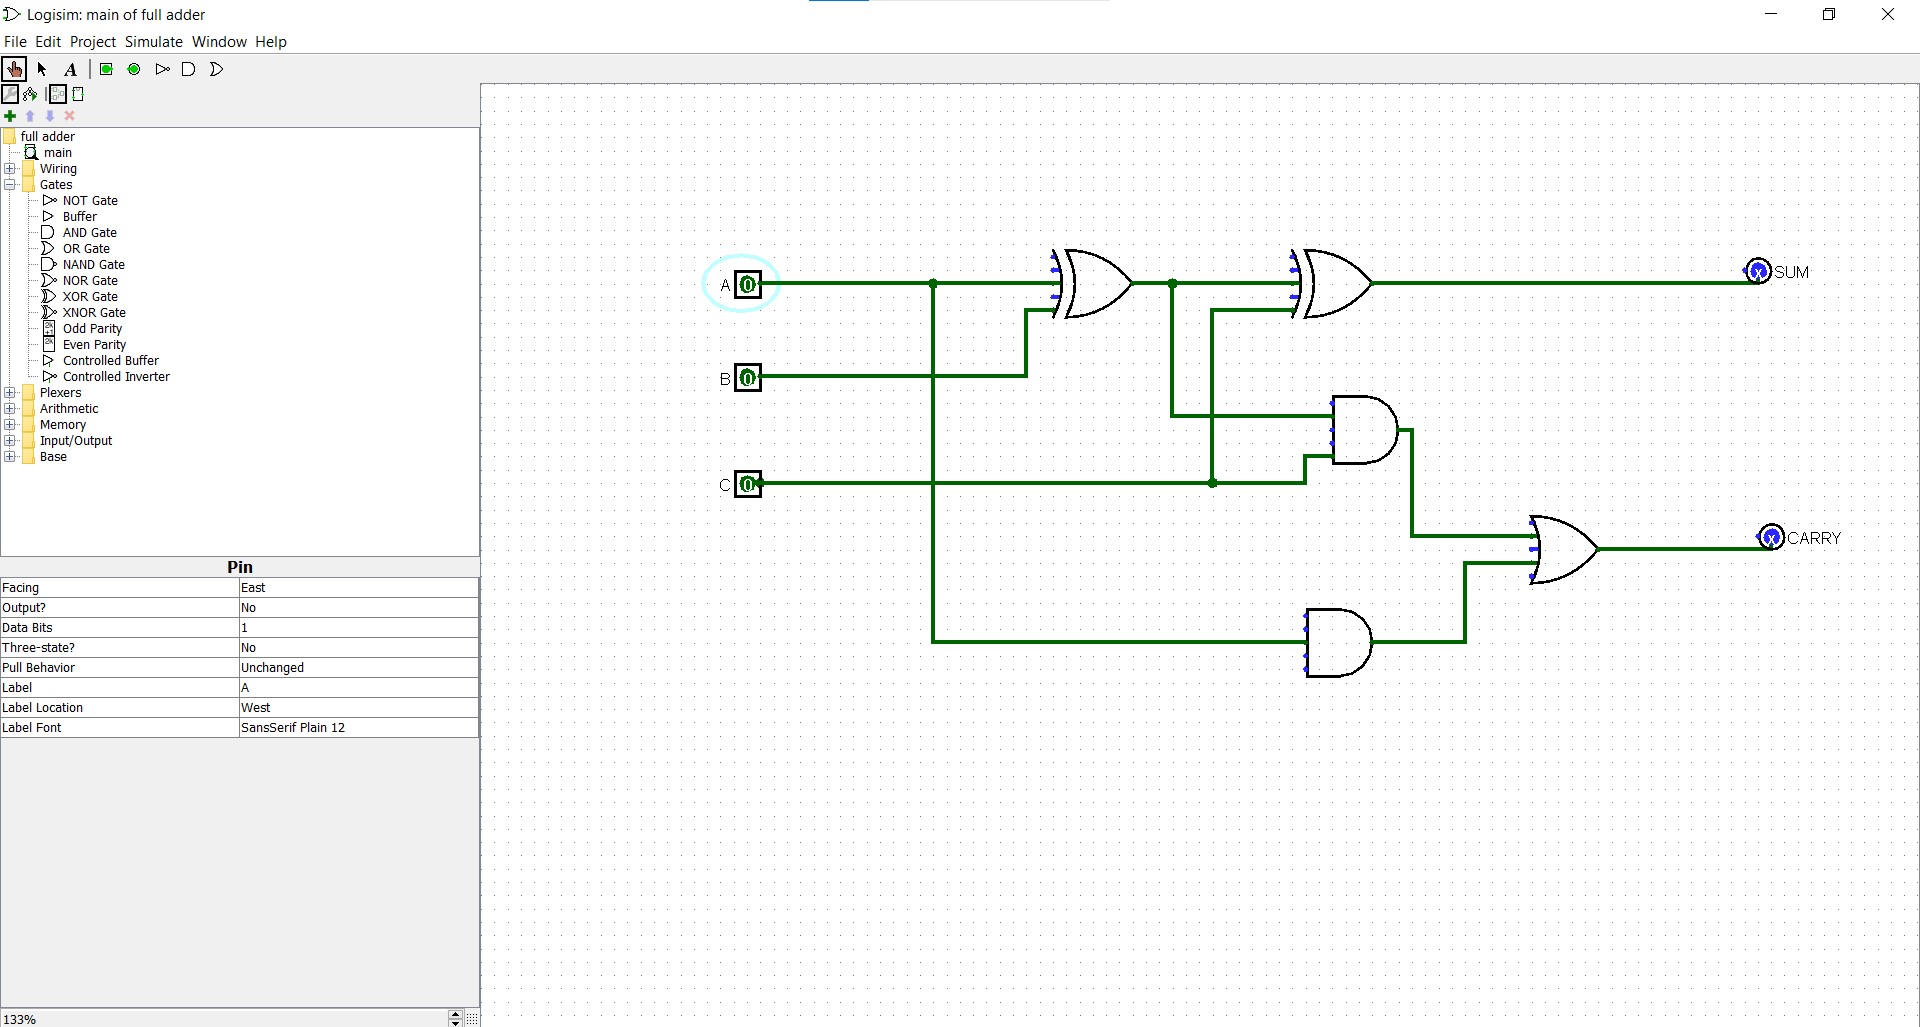 Logisim: main of full adder
File Edit Project Simulate Window Help
A
full adder
main
Wiring
Gates
NOT Gate
Buffer
AND Gate
OR Gate
NAND Gate
NOR Gate
XOR Gate
XNOR Gate
Odd Parity
Even Parity
Controlled Buffer
Controlled Inverter
Plexers
Arithmetic
Memory
Input/Output
Base
Pin
Facing East
Output? No
Data Bits 1
Three-state? No
Pull Behavior Unchanged
Label A
Label Location West
Label Font SansSerif Plain 12
133%
A 0
B 0
C 0
x SUM
x CARRY